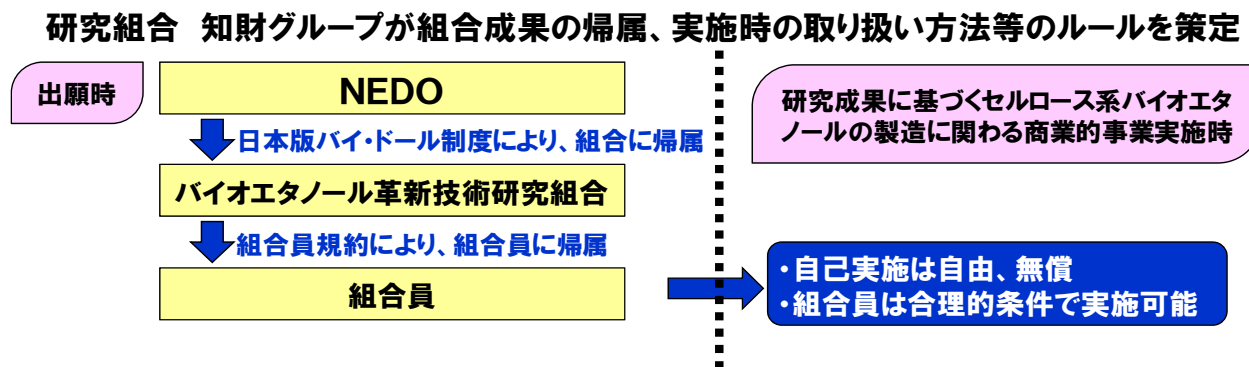 研究組合 知財グループが組合成果の帰属、実施時の取り扱い方法等のルールを策定
出願時
NEDO
日本版バイ・ドール制度により、組合に帰属
バイオエタノール革新技術研究組合
組合員規約により、組合員に帰属
組合員
研究成果に基づくセルロース系バイオエタ
ノールの製造に関わる商業的事業実施時
・自己実施は自由、無償
・組合員は合理的条件で実施可能